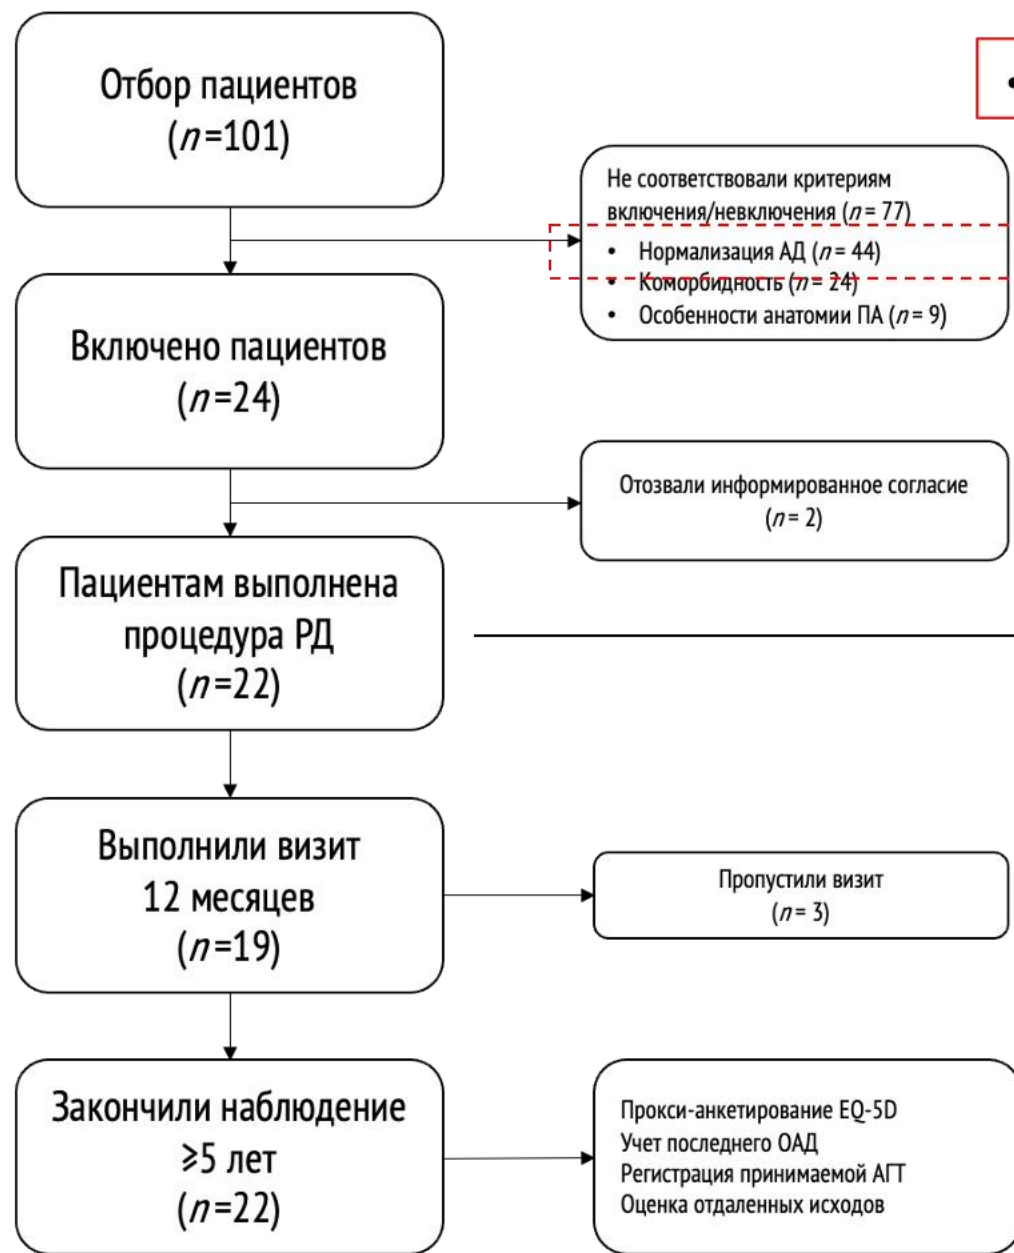 Отбор пациентов
(n=101)
Не соответствовали критериям
включения/невключения (n = 77)
• Нормализация АД (n = 44)
• Коморбидность (n = 24)
• Особенности анатомии ПА (n = 9)
Включено пациентов
(n=24)
Отозвали информированное согласие
(n = 2)
Пациентам выполнена
процедура РД
(n=22)
Выполнили визит
12 месяцев
(n=19)
Пропустили визит
(n = 3)
Закончили наблюдение
≥5 лет
(n=22)
Прокси-анкетирование EQ-5D
Учет последнего ОАД
Регистрация принимаемой АГТ
Оценка отдаленных исходов